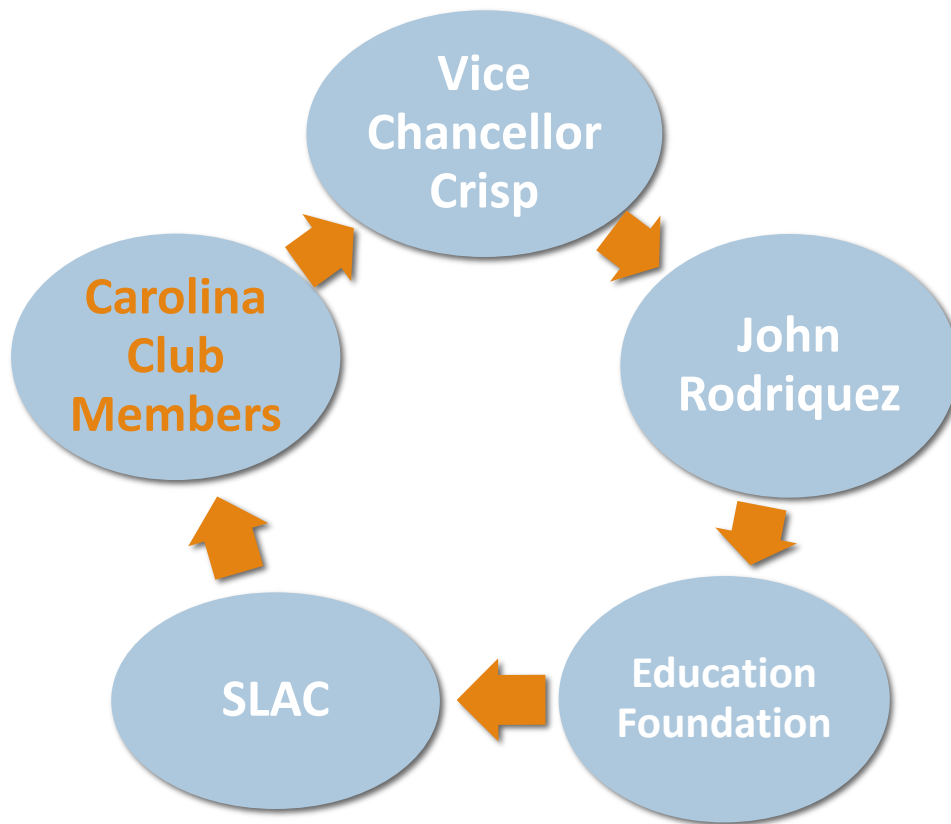 Vice
Chancellor
Crisp
John
Rodriquez
Education
Foundation
SLAC
Carolina
Club
Members